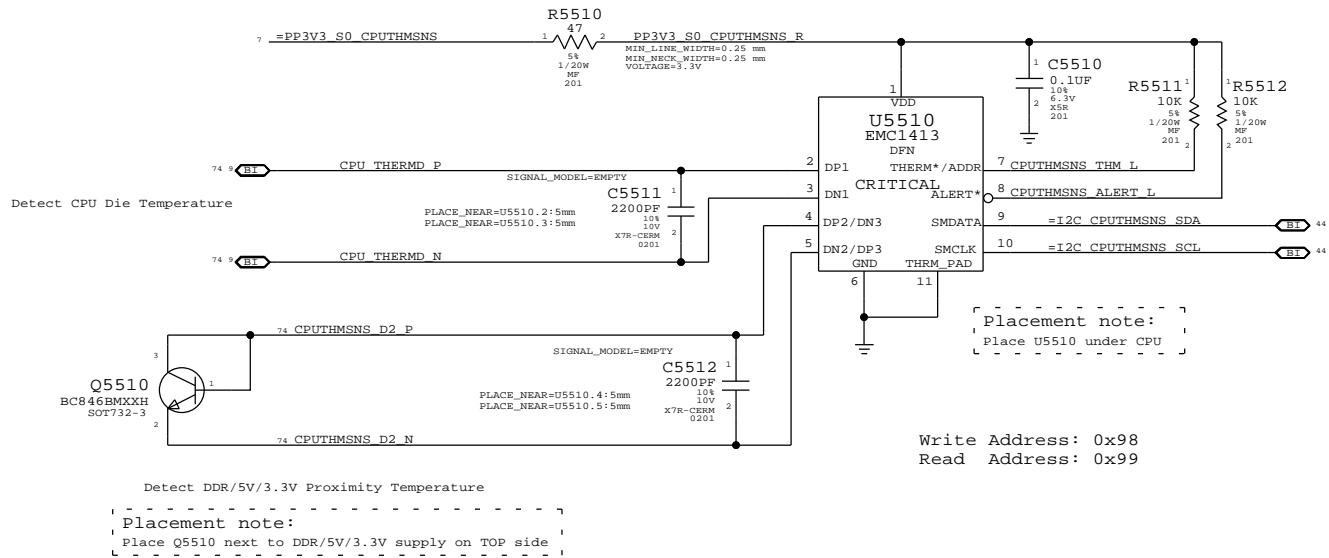 R5510
47
7 =PP3V3_S0_CPUTHMSNS 1 2 PP3V3_S0_CPUTHMSNS_R
5%
1/20W
MF
201
MIN_LINE_WIDTH=0.25 mm
MIN_NECK_WIDTH=0.25 mm
VOLTAGE=3.3V
1
C5510
0.1UF
10%
6.3V
X5R
201
2
R5511 1
10K
5%
1/20W
MF
201 2
1 R5512
10K
5%
1/20W
MF
201
2
1
VDD
U5510
EMC1413
DFN
CRITICAL
2 DP1
3 DN1
4 DP2/DN3
5 DN2/DP3
THERM*/ADDR 7 CPUTHMSNS_THM_L
ALERT* 8 CPUTHMSNS_ALERT_L
SMDATA 9 =I2C_CPUTHMSNS_SDA BI 44
SMCLK 10 =I2C_CPUTHMSNS_SCL BI 44
GND THRM_PAD
6 11
74 9 BI CPU_THERMD_P
SIGNAL_MODEL=EMPTY
Detect CPU Die Temperature
C5511 1
2200PF
10%
10V
X7R-CERM
0201
2
PLACE_NEAR=U5510.2:5mm
PLACE_NEAR=U5510.3:5mm
74 9 BI CPU_THERMD_N
74 CPUTHMSNS_D2_P
SIGNAL_MODEL=EMPTY
C5512 1
2200PF
10%
10V
X7R-CERM
0201
2
PLACE_NEAR=U5510.4:5mm
PLACE_NEAR=U5510.5:5mm
3
Q5510 1
BC846BMXXH
SOT732-3
2
74 CPUTHMSNS_D2_N
Placement note:
Place U5510 under CPU
Write Address: 0x98
Read Address: 0x99
Detect DDR/5V/3.3V Proximity Temperature
Placement note:
Place Q5510 next to DDR/5V/3.3V supply on TOP side